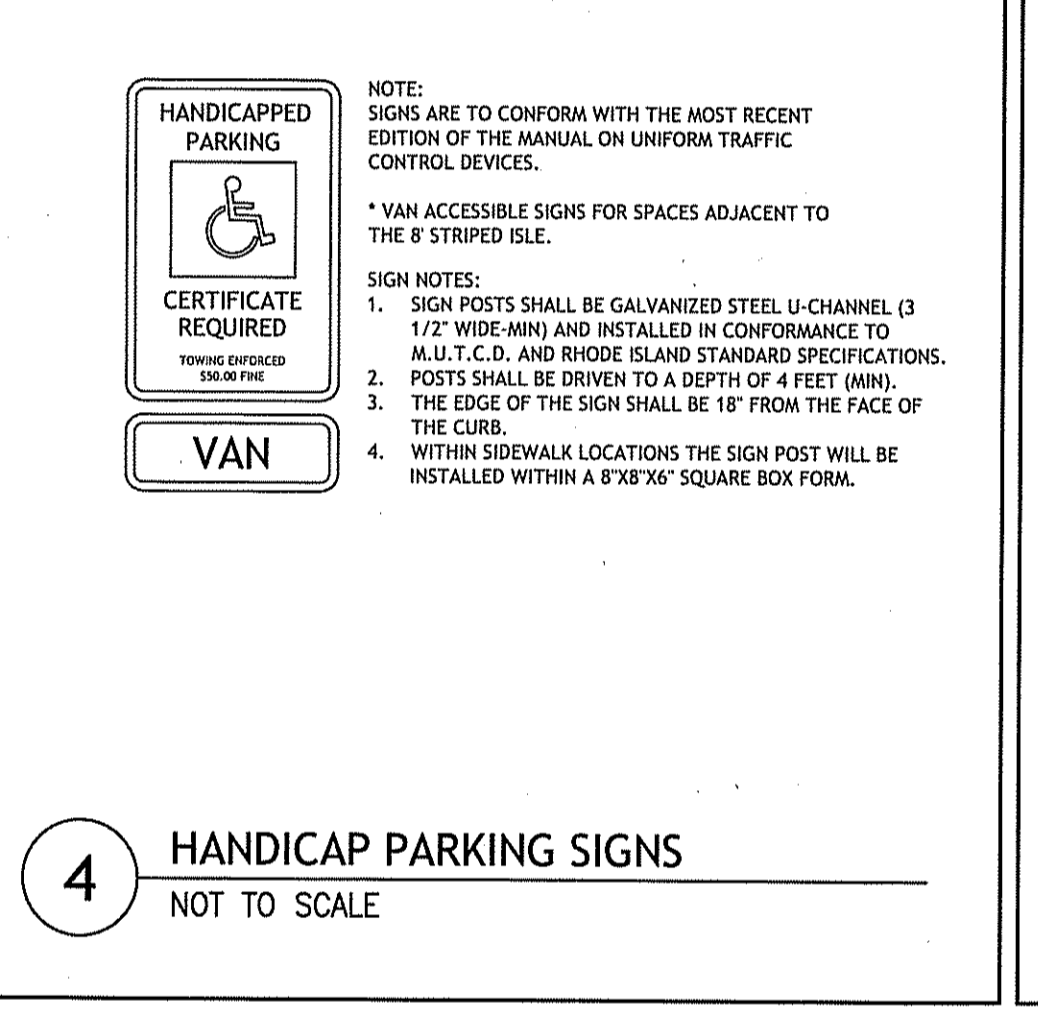 HANDICAPPED
PARKING
CERTIFICATE
REQUIRED
TOWING ENFORCED
$50.00 FINE
VAN
NOTE:
SIGNS ARE TO CONFORM WITH THE MOST RECENT
EDITION OF THE MANUAL ON UNIFORM TRAFFIC
CONTROL DEVICES.
* VAN ACCESSIBLE SIGNS FOR SPACES ADJACENT TO
THE 8' STRIPED ISLE.
SIGN NOTES:
1. SIGN POSTS SHALL BE GALVANIZED STEEL U-CHANNEL (3
1/2" WIDE-MIN) AND INSTALLED IN CONFORMANCE TO
M.U.T.C.D. AND RHODE ISLAND STANDARD SPECIFICATIONS.
2. POSTS SHALL BE DRIVEN TO A DEPTH OF 4 FEET (MIN).
3. THE EDGE OF THE SIGN SHALL BE 18" FROM THE FACE OF
THE CURB.
4. WITHIN SIDEWALK LOCATIONS THE SIGN POST WILL BE
INSTALLED WITHIN A 8"X8"X6" SQUARE BOX FORM.
4
HANDICAP PARKING SIGNS
NOT TO SCALE